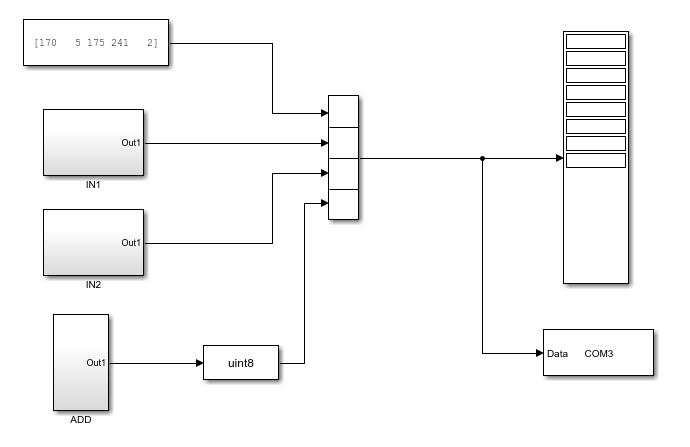 [170   5 175 241   2]
Out1
IN1
Out1
IN2
Out1
ADD
uint8
Data COM3